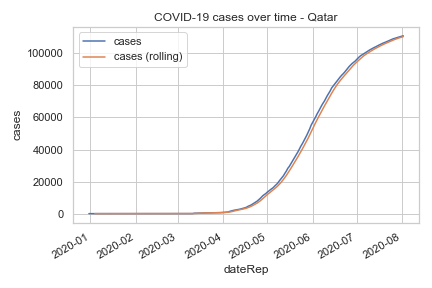 COVID-19 cases over time - Qatar
cases
cases (rolling)
100000
80000
60000
40000
20000
0
cases
2020-01
2020-02
2020-03
2020-04
2020-05
2020-06
2020-07
2020-08
dateRep